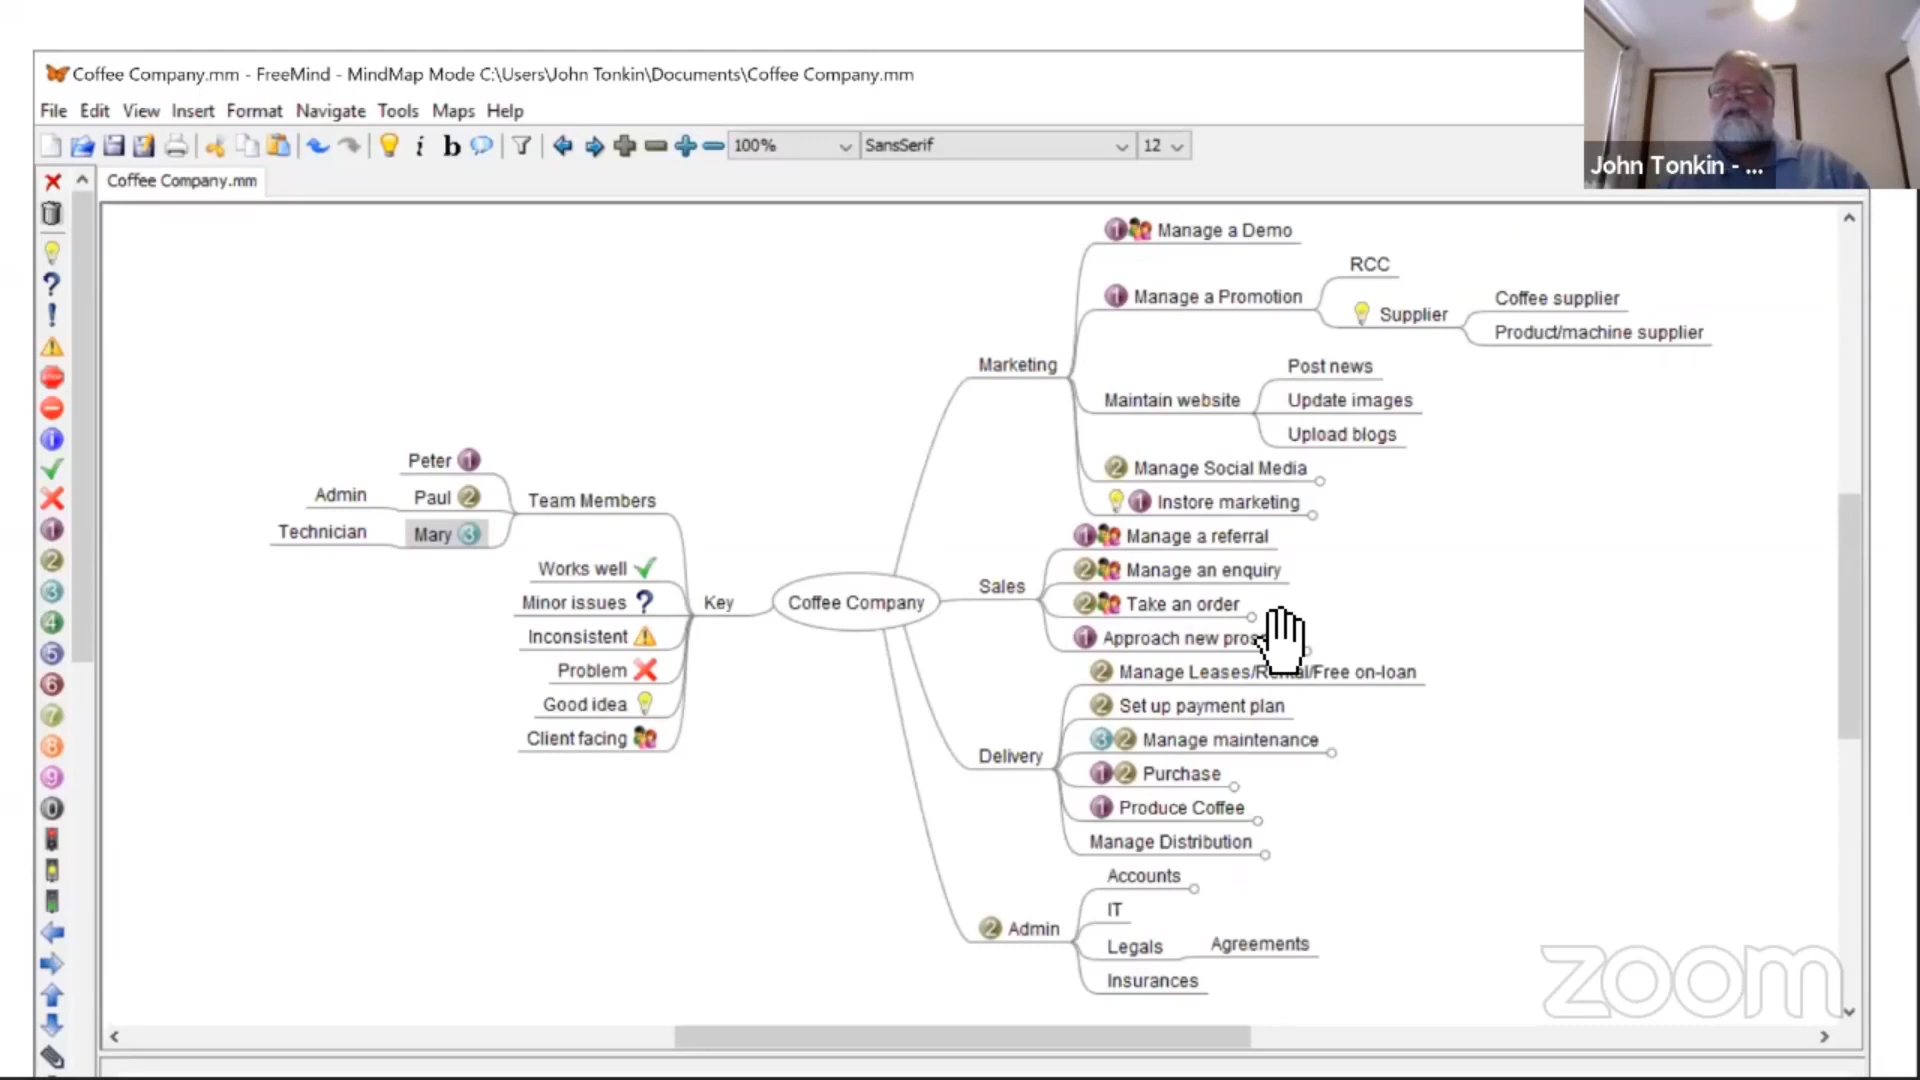 Coffee Company.mm - FreeMind - MindMap Mode C:\Users\John Tonkin\Documents\Coffee Company.mm
File Edit View Insert Format Navigate Tools Maps Help
100% SansSerif 12
John Tonkin - ...
Coffee Company.mm
Manage a Demo
RCC
Manage a Promotion
Supplier
Coffee supplier
Product/machine supplier
Marketing
Post news
Maintain website
Update images
Upload blogs
Manage Social Media
Instore marketing
Peter
Admin
Paul
Team Members
Technician
Mary
Manage a referral
Manage an enquiry
Sales
Take an order
Approach new
Works well
Minor issues
Key
Coffee Company
Inconsistent
Problem
Good idea
Client facing
Manage Leases/Rental/Free on-loan
Set up payment plan
Manage maintenance
Delivery
Purchase
Produce Coffee
Manage Distribution
Accounts
IT
Admin
Legals
Agreements
Insurances
zoom